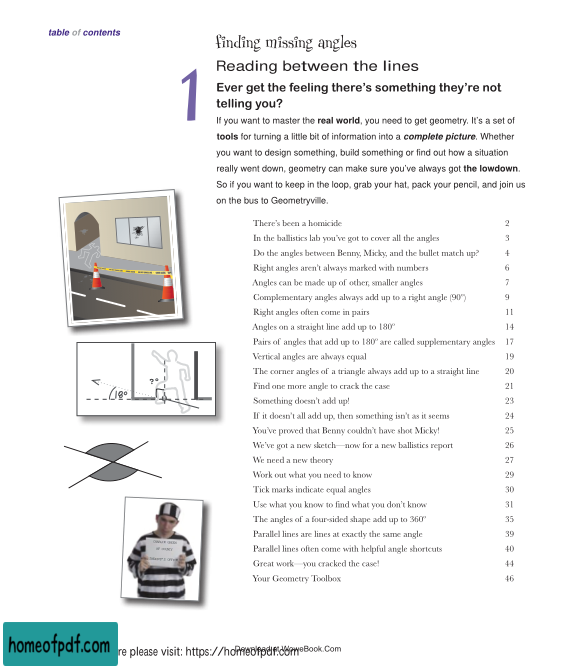 table of contents
finding missing angles
1
Reading between the lines
Ever get the feeling there's something they're not
telling you?
If you want to master the real world, you need to get geometry. It's a set of
tools for turning a little bit of information into a complete picture. Whether
you want to design something, build something or find out how a situation
really went down, geometry can make sure you've always got the lowdown.
So if you want to keep in the loop, grab your hat, pack your pencil, and join us
on the bus to Geometryville.
There's been a homicide 2
In the ballistics lab you've got to cover all the angles 3
Do the angles between Benny, Micky, and the bullet match up? 4
Right angles aren't always marked with numbers 6
Angles can be made up of other, smaller angles 7
Complementary angles always add up to a right angle (90°) 9
Right angles often come in pairs 11
Angles on a straight line add up to 180° 14
Pairs of angles that add up to 180° are called supplementary angles 17
Vertical angles are always equal 19
The corner angles of a triangle always add up to a straight line 20
Find one more angle to crack the case 21
Something doesn't add up! 23
If it doesn't all add up, then something isn't as it seems 24
You've proved that Benny couldn't have shot Micky! 25
We've got a new sketch—now for a new ballistics report 26
We need a new theory 27
Work out what you need to know 29
Tick marks indicate equal angles 30
Use what you know to find what you don't know 31
The angles of a four-sided shape add up to 360° 35
Parallel lines are lines at exactly the same angle 39
Parallel lines often come with helpful angle shortcuts 40
Great work—you cracked the case! 44
Your Geometry Toolbox 46
?°
18°
homeofpdf.com
re please visit: https://homeofpdf.com
Download at WoweBook.Com